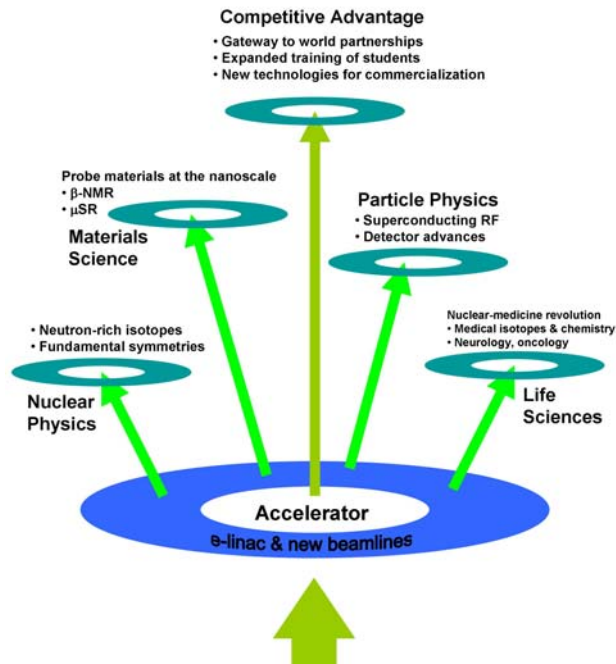 Competitive Advantage
• Gateway to world partnerships
• Expanded training of students
• New technologies for commercialization
Probe materials at the nanoscale
• β-NMR
• μSR
Materials
Science
Particle Physics
• Superconducting RF
• Detector advances
• Neutron-rich isotopes
• Fundamental symmetries
Nuclear
Physics
Nuclear-medicine revolution
• Medical isotopes & chemistry
• Neurology, oncology
Life
Sciences
Accelerator
e-linac & new beamlines